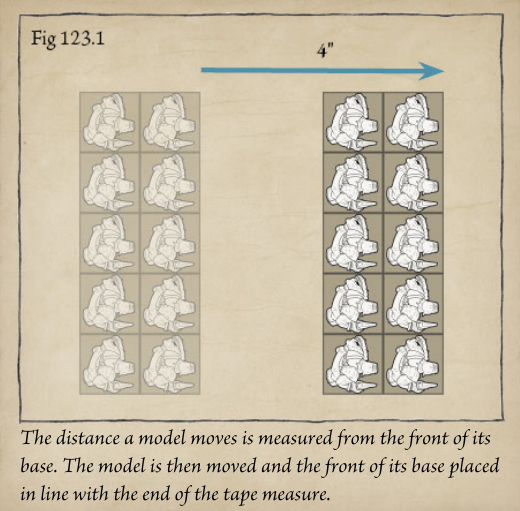 Fig 123.1
4"
The distance a model moves is measured from the front of its
base. The model is then moved and the front of its base placed
in line with the end of the tape measure.